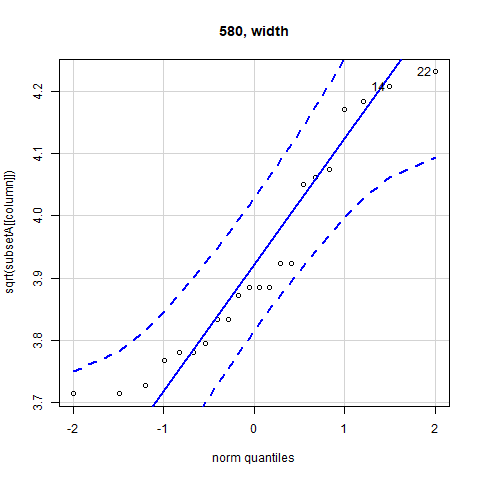 580, width
sqrt(subsetA[[column]])
4.2
4.1
4.0
3.9
3.8
3.7
14
22
-2 -1 0 1 2
norm quantiles